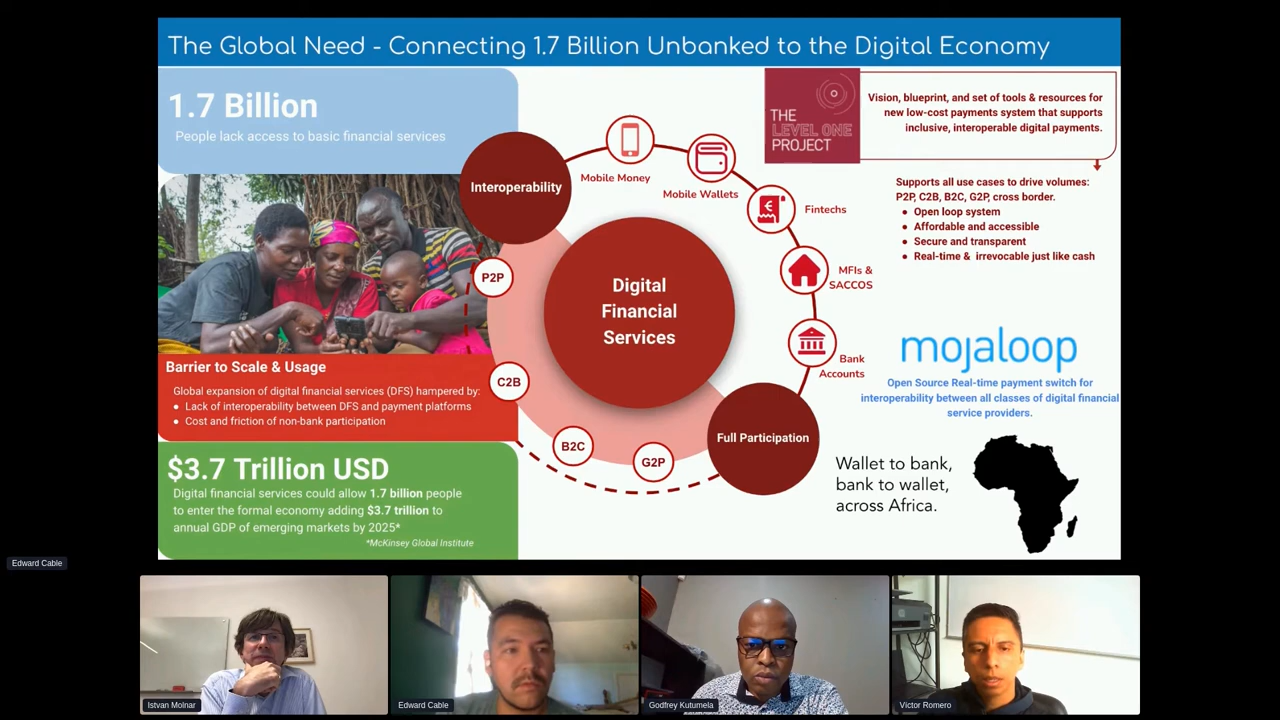 The Global Need - Connecting 1.7 Billion Unbanked to the Digital Economy
1.7 Billion
People lack access to basic financial services
Barrier to Scale & Usage
Global expansion of digital financial services (DFS) hampered by:
● Lack of interoperability between DFS and payment platforms
● Cost and friction of non-bank participation
$3.7 Trillion USD
Digital financial services could allow 1.7 billion people
to enter the formal economy adding $3.7 trillion to
annual GDP of emerging markets by 2025*
*McKinsey Global Institute
Interoperability
Mobile Money
Mobile Wallets
Fintechs
MFIs &
SACCOS
Bank
Accounts
Full Participation
G2P
B2C
C2B
P2P
Digital
Financial
Services
THE
LEVEL ONE
PROJECT
Vision, blueprint, and set of tools & resources for
new low-cost payments system that supports
inclusive, interoperable digital payments.
Supports all use cases to drive volumes:
P2P, C2B, B2C, G2P, cross border.
● Open loop system
● Affordable and accessible
● Secure and transparent
● Real-time & irrevocable just like cash
mojaloop
Open Source Real-time payment switch for
interoperability between all classes of digital financial
service providers.
Wallet to bank,
bank to wallet,
across Africa.
Edward Cable
Istvan Molnar
Edward Cable
Godfrey Kutumela
Víctor Romero